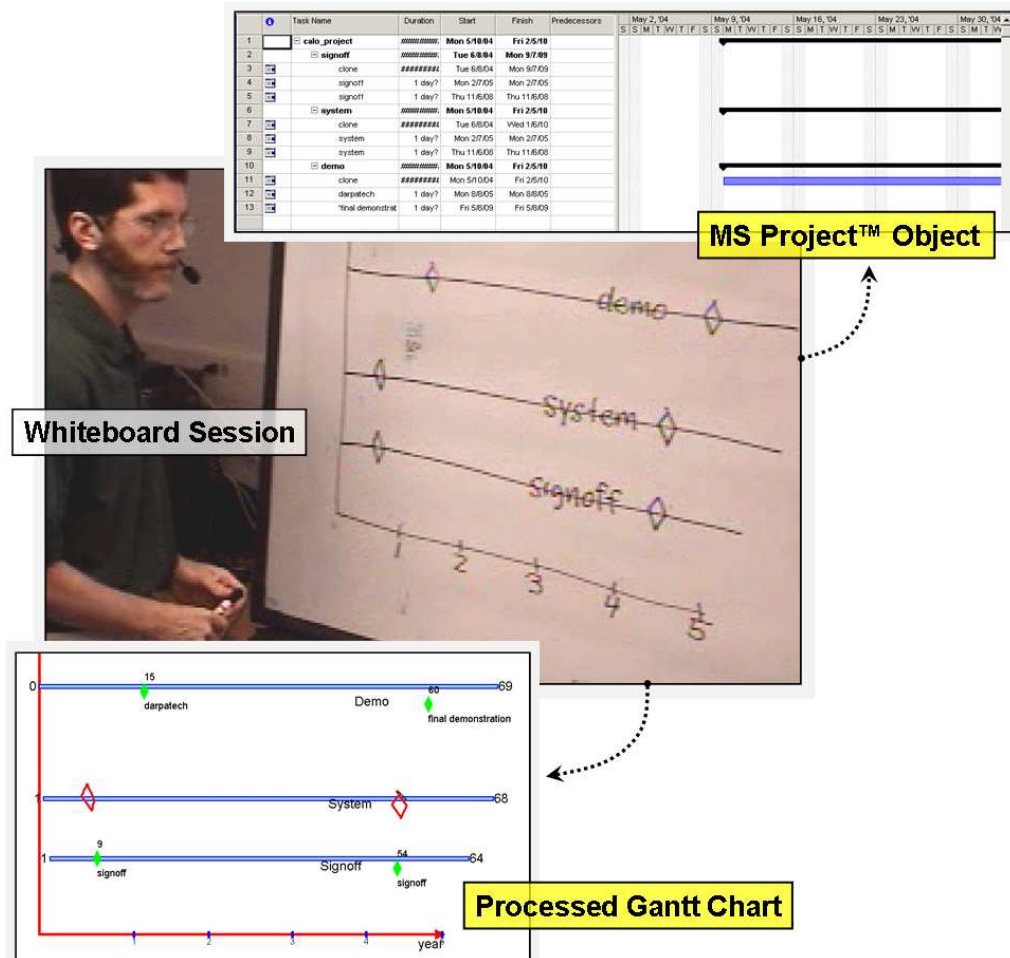 Task Name Duration Start Finish Predecessors May 2, '04 May 9, '04 May 16, '04 May 23, '04 May 30, '04
S S M T W T F S S M T W T F S S M T W T F S S M T W T F S S M T W
1 calo_project Mon 5/10/04 Fri 2/5/10
2 signoff Tue 6/8/04 Mon 9/7/09
3 clone ######### Tue 6/8/04 Mon 9/7/09
4 signoff 1 day? Mon 2/7/05 Mon 2/7/05
5 signoff 1 day? Thu 11/6/08 Thu 11/6/08
6 system Mon 5/10/04 Fri 2/5/10
7 clone ######### Tue 6/8/04 Wed 1/6/10
8 system 1 day? Mon 2/7/05 Mon 2/7/05
9 system 1 day? Thu 11/6/08 Thu 11/6/08
10 demo Mon 5/10/04 Fri 2/5/10
11 clone ######### Mon 5/10/04 Fri 2/5/10
12 darpatech 1 day? Mon 8/8/05 Mon 8/8/05
13 'final demonstrat 1 day? Fri 5/8/09 Fri 5/8/09
MS Project™ Object
demo
system
signoff
1 2 3 4 5
Whiteboard Session
15
0 60 69
darpatech Demo
final demonstration
1 System 68
9 54
1 Signoff 64
signoff signoff
Processed Gantt Chart
1 2 3 4 year